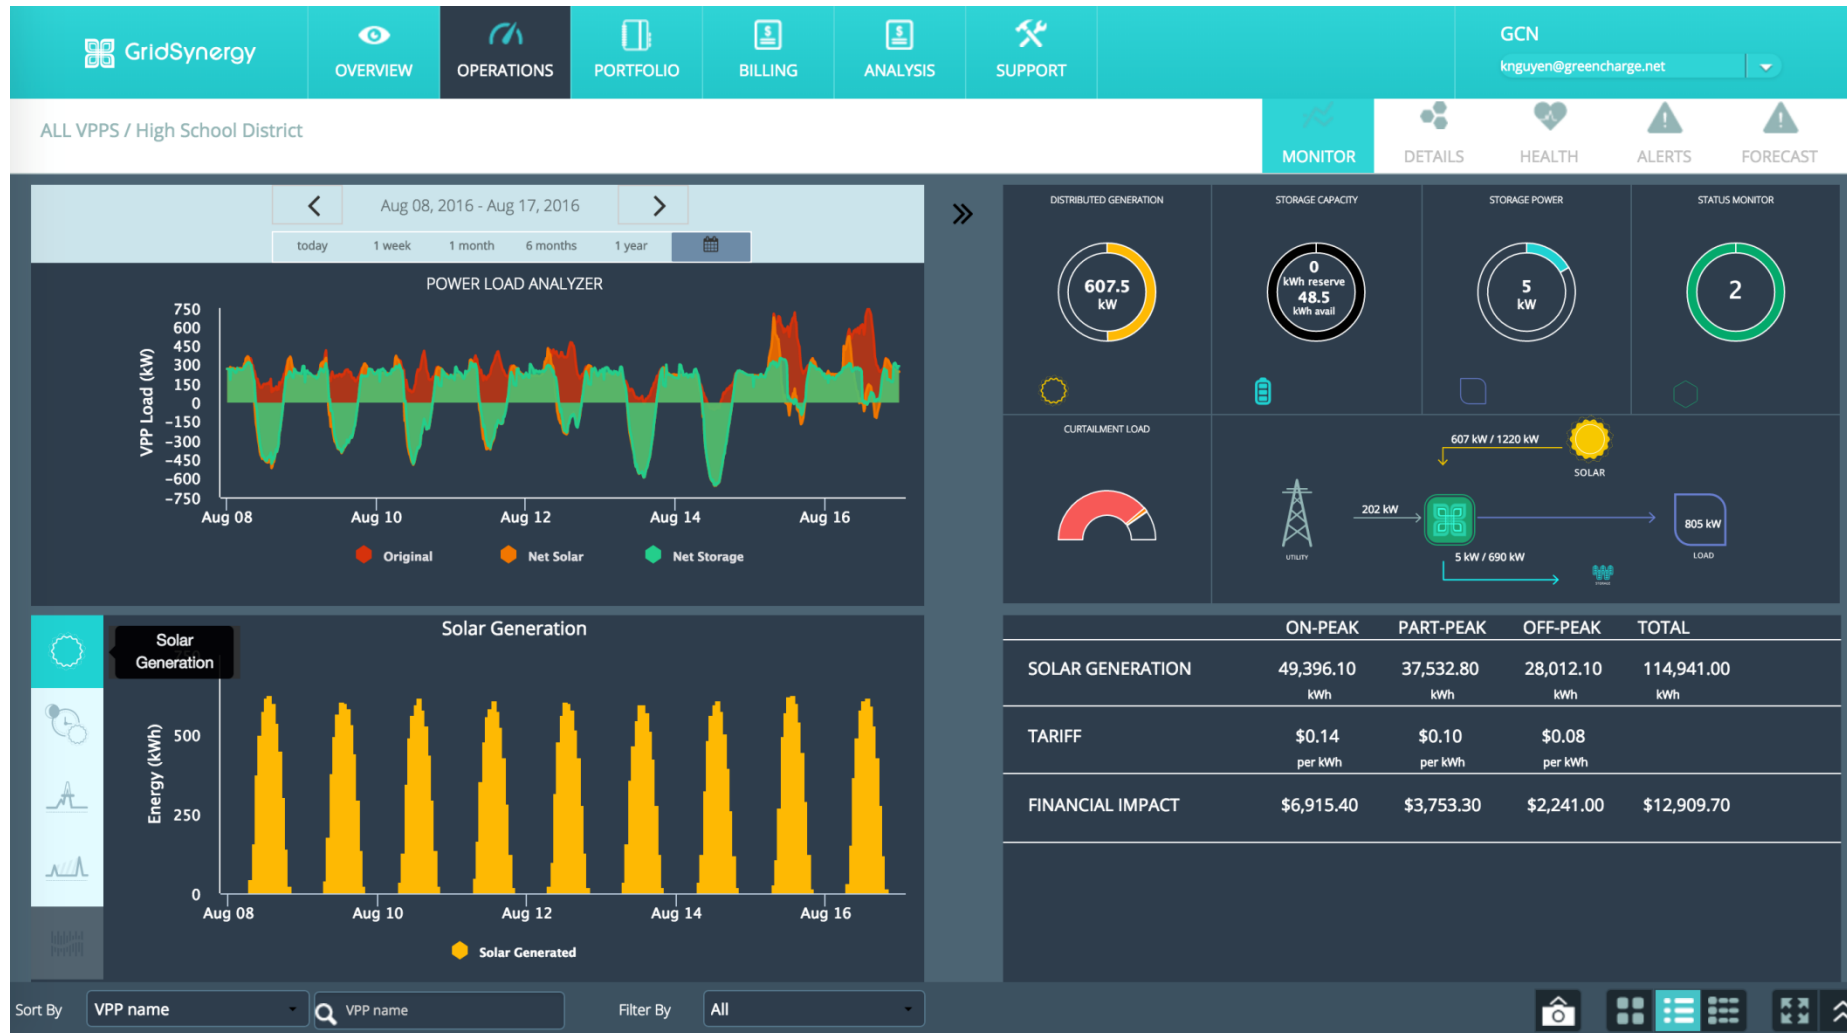 GridSynergy
OVERVIEW
OPERATIONS
PORTFOLIO
BILLING
ANALYSIS
SUPPORT
GCN
knguyen@greencharge.net
ALL VPPS / High School District
MONITOR
DETAILS
HEALTH
ALERTS
FORECAST
Aug 08, 2016 - Aug 17, 2016
today 1 week 1 month 6 months 1 year
POWER LOAD ANALYZER
VPP Load (kW)
750
600
450
300
150
0
-150
-300
-450
-600
-750
Aug 08 Aug 10 Aug 12 Aug 14 Aug 16
Original Net Solar Net Storage
DISTRIBUTED GENERATION
607.5
kW
STORAGE CAPACITY
0
kWh reserve
48.5
kWh avail
STORAGE POWER
5
kW
STATUS MONITOR
2
CURTAILMENT LOAD
607 kW / 1220 kW
SOLAR
202 kW
UTILITY
5 kW / 690 kW
STORAGE
805 kW
LOAD
Solar
Generation
Solar Generation
Energy (kWh)
750
500
250
0
Aug 08 Aug 10 Aug 12 Aug 14 Aug 16
Solar Generated
ON-PEAK PART-PEAK OFF-PEAK TOTAL
SOLAR GENERATION 49,396.10 37,532.80 28,012.10 114,941.00
kWh kWh kWh kWh
TARIFF $0.14 $0.10 $0.08
per kWh per kWh per kWh
FINANCIAL IMPACT $6,915.40 $3,753.30 $2,241.00 $12,909.70
Sort By VPP name VPP name Filter By All